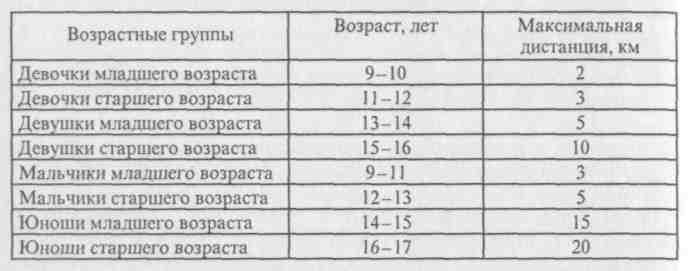 Возрастные группы Возраст, лет Максимальная
дистанция, км
Девочки младшего возраста 9–10 2
Девочки старшего возраста 11–12 3
Девушки младшего возраста 13–14 5
Девушки старшего возраста 15–16 10
Мальчики младшего возраста 9–11 3
Мальчики старшего возраста 12–13 5
Юноши младшего возраста 14–15 15
Юноши старшего возраста 16–17 20